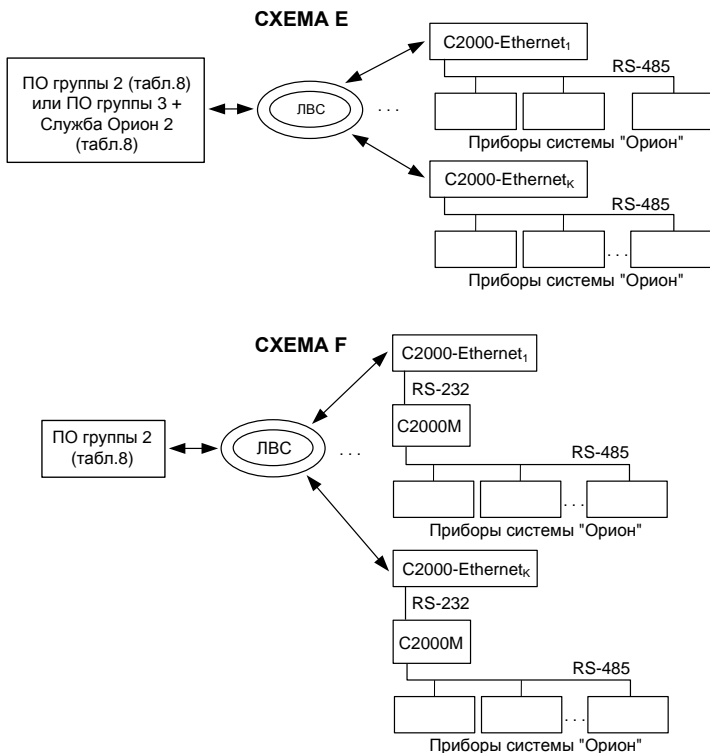 СХЕМА E
С2000-Ethernet1
RS-485
ПО группы 2 (табл.8)
или ПО группы 3 +
Служба Орион 2
(табл.8)
ЛВС
. . .
Приборы системы "Орион"
С2000-EthernetК
RS-485
. . .
Приборы системы "Орион"
СХЕМА F
С2000-Ethernet1
RS-232
С2000М
ПО группы 2
(табл.8)
ЛВС
. . .
RS-485
. . .
Приборы системы "Орион"
С2000-EthernetК
RS-232
С2000М
RS-485
. . .
Приборы системы "Орион"